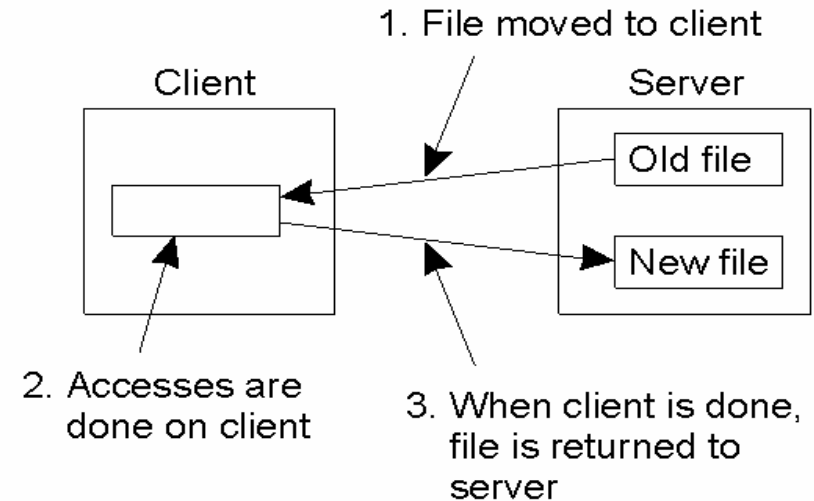 1. File moved to client
Client
Server
Old file
New file
2. Accesses are
done on client
3. When client is done,
file is returned to
server